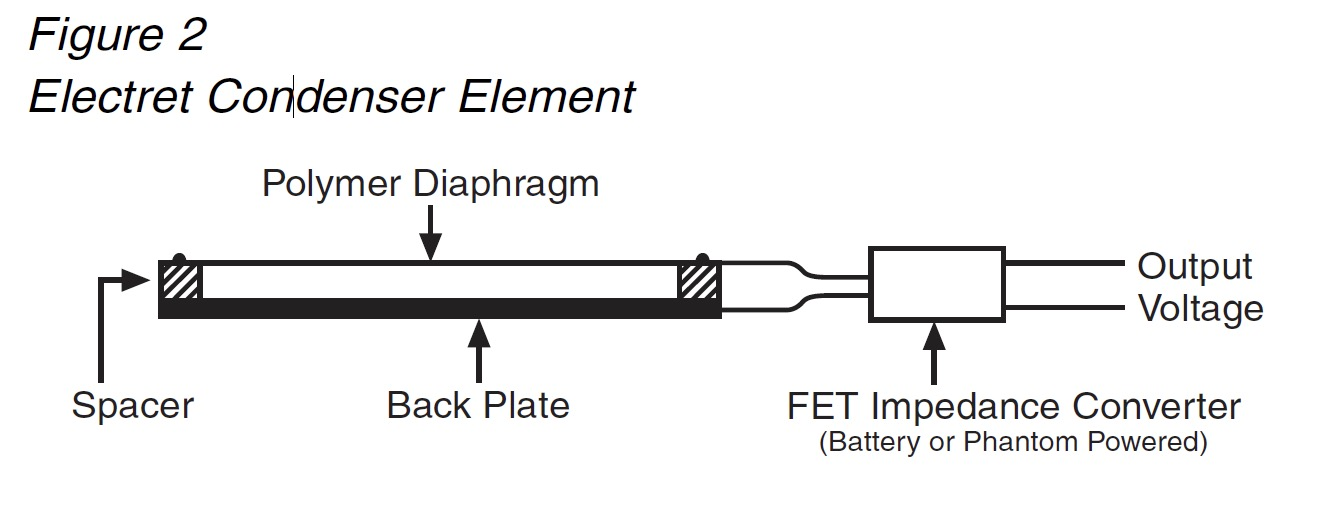 Figure 2
Electret Condenser Element
Polymer Diaphragm
Output
Voltage
Spacer
Back Plate
FET Impedance Converter
(Battery or Phantom Powered)